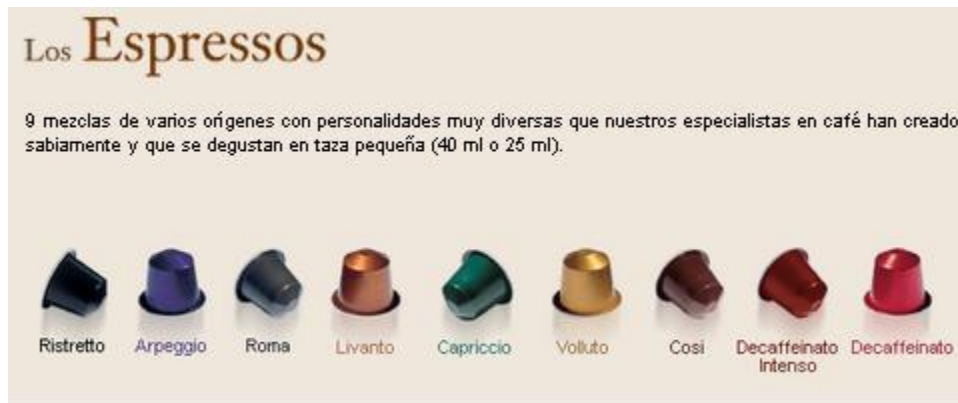 Los Espressos
9 mezclas de varios orígenes con personalidades muy diversas que nuestros especialistas en café han creado
sabiamente y que se degustan en taza pequeña (40 ml o 25 ml).
Ristretto Arpeggio Roma Livanto Capriccio Volluto Cosi Decaffeinato Intenso Decaffeinato